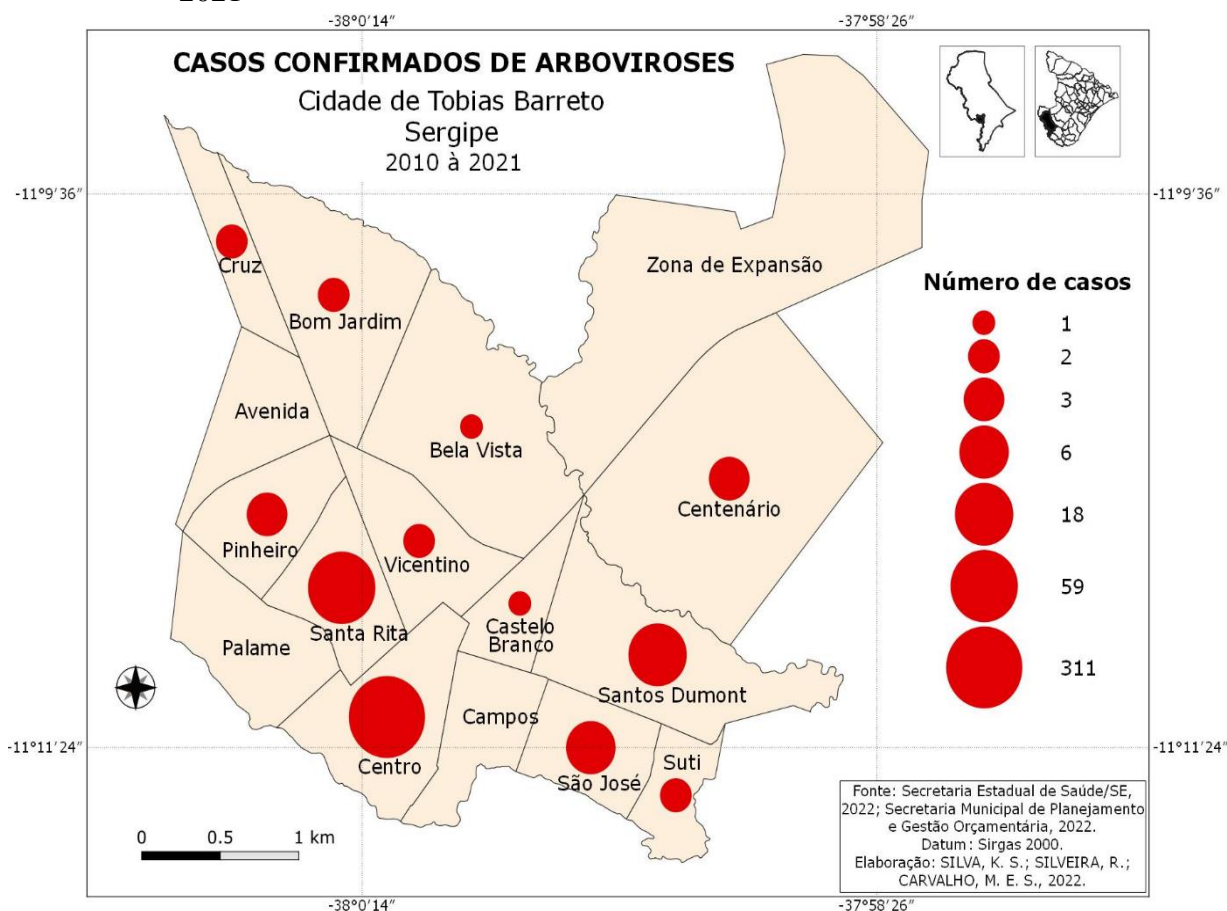 2021
-38°0′14″
-37°58′26″
CASOS CONFIRMADOS DE ARBOVIROSES
Cidade de Tobias Barreto
Sergipe
2010 à 2021
-11°9′36″
-11°9′36″
Zona de Expansão
Cruz
Bom Jardim
Número de casos
1
2
3
6
18
59
311
Avenida
Bela Vista
Centenário
Pinheiro
Vicentino
Santa Rita
Castelo
Branco
Palame
Santos Dumont
Campos
Centro
São José
Suti
-11°11′24″
-11°11′24″
0 0.5 1 km
Fonte: Secretaria Estadual de Saúde/SE,
2022; Secretaria Municipal de Planejamento
e Gestão Orçamentária, 2022.
Datum: Sirgas 2000.
Elaboração: SILVA, K. S.; SILVEIRA, R.;
CARVALHO, M. E. S., 2022.
-38°0′14″
-37°58′26″